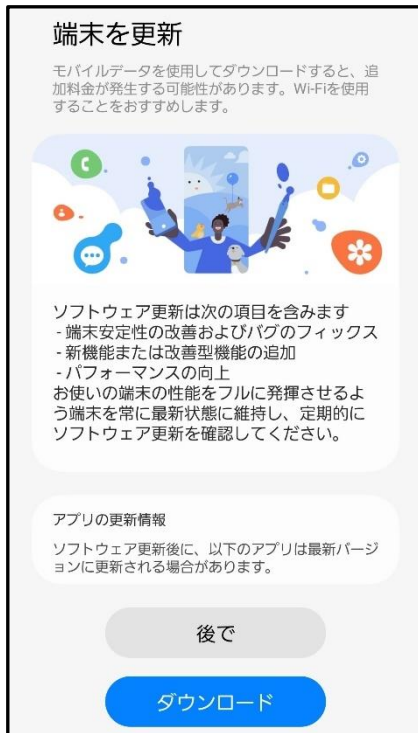 端末を更新
モバイルデータを使用してダウンロードすると、追
加料金が発生する可能性があります。Wi-Fiを使用
することをおすすめします。
ソフトウェア更新は次の項目を含みます
- 端末安定性の改善およびバグのフィックス
- 新機能または改善型機能の追加
- パフォーマンスの向上
お使いの端末の性能をフルに発揮させるよ
う端末を常に最新状態に維持し、定期的に
ソフトウェア更新を確認してください。
アプリの更新情報
ソフトウェア更新後に、以下のアプリは最新バージ
ョンに更新される場合があります。
後で
ダウンロード